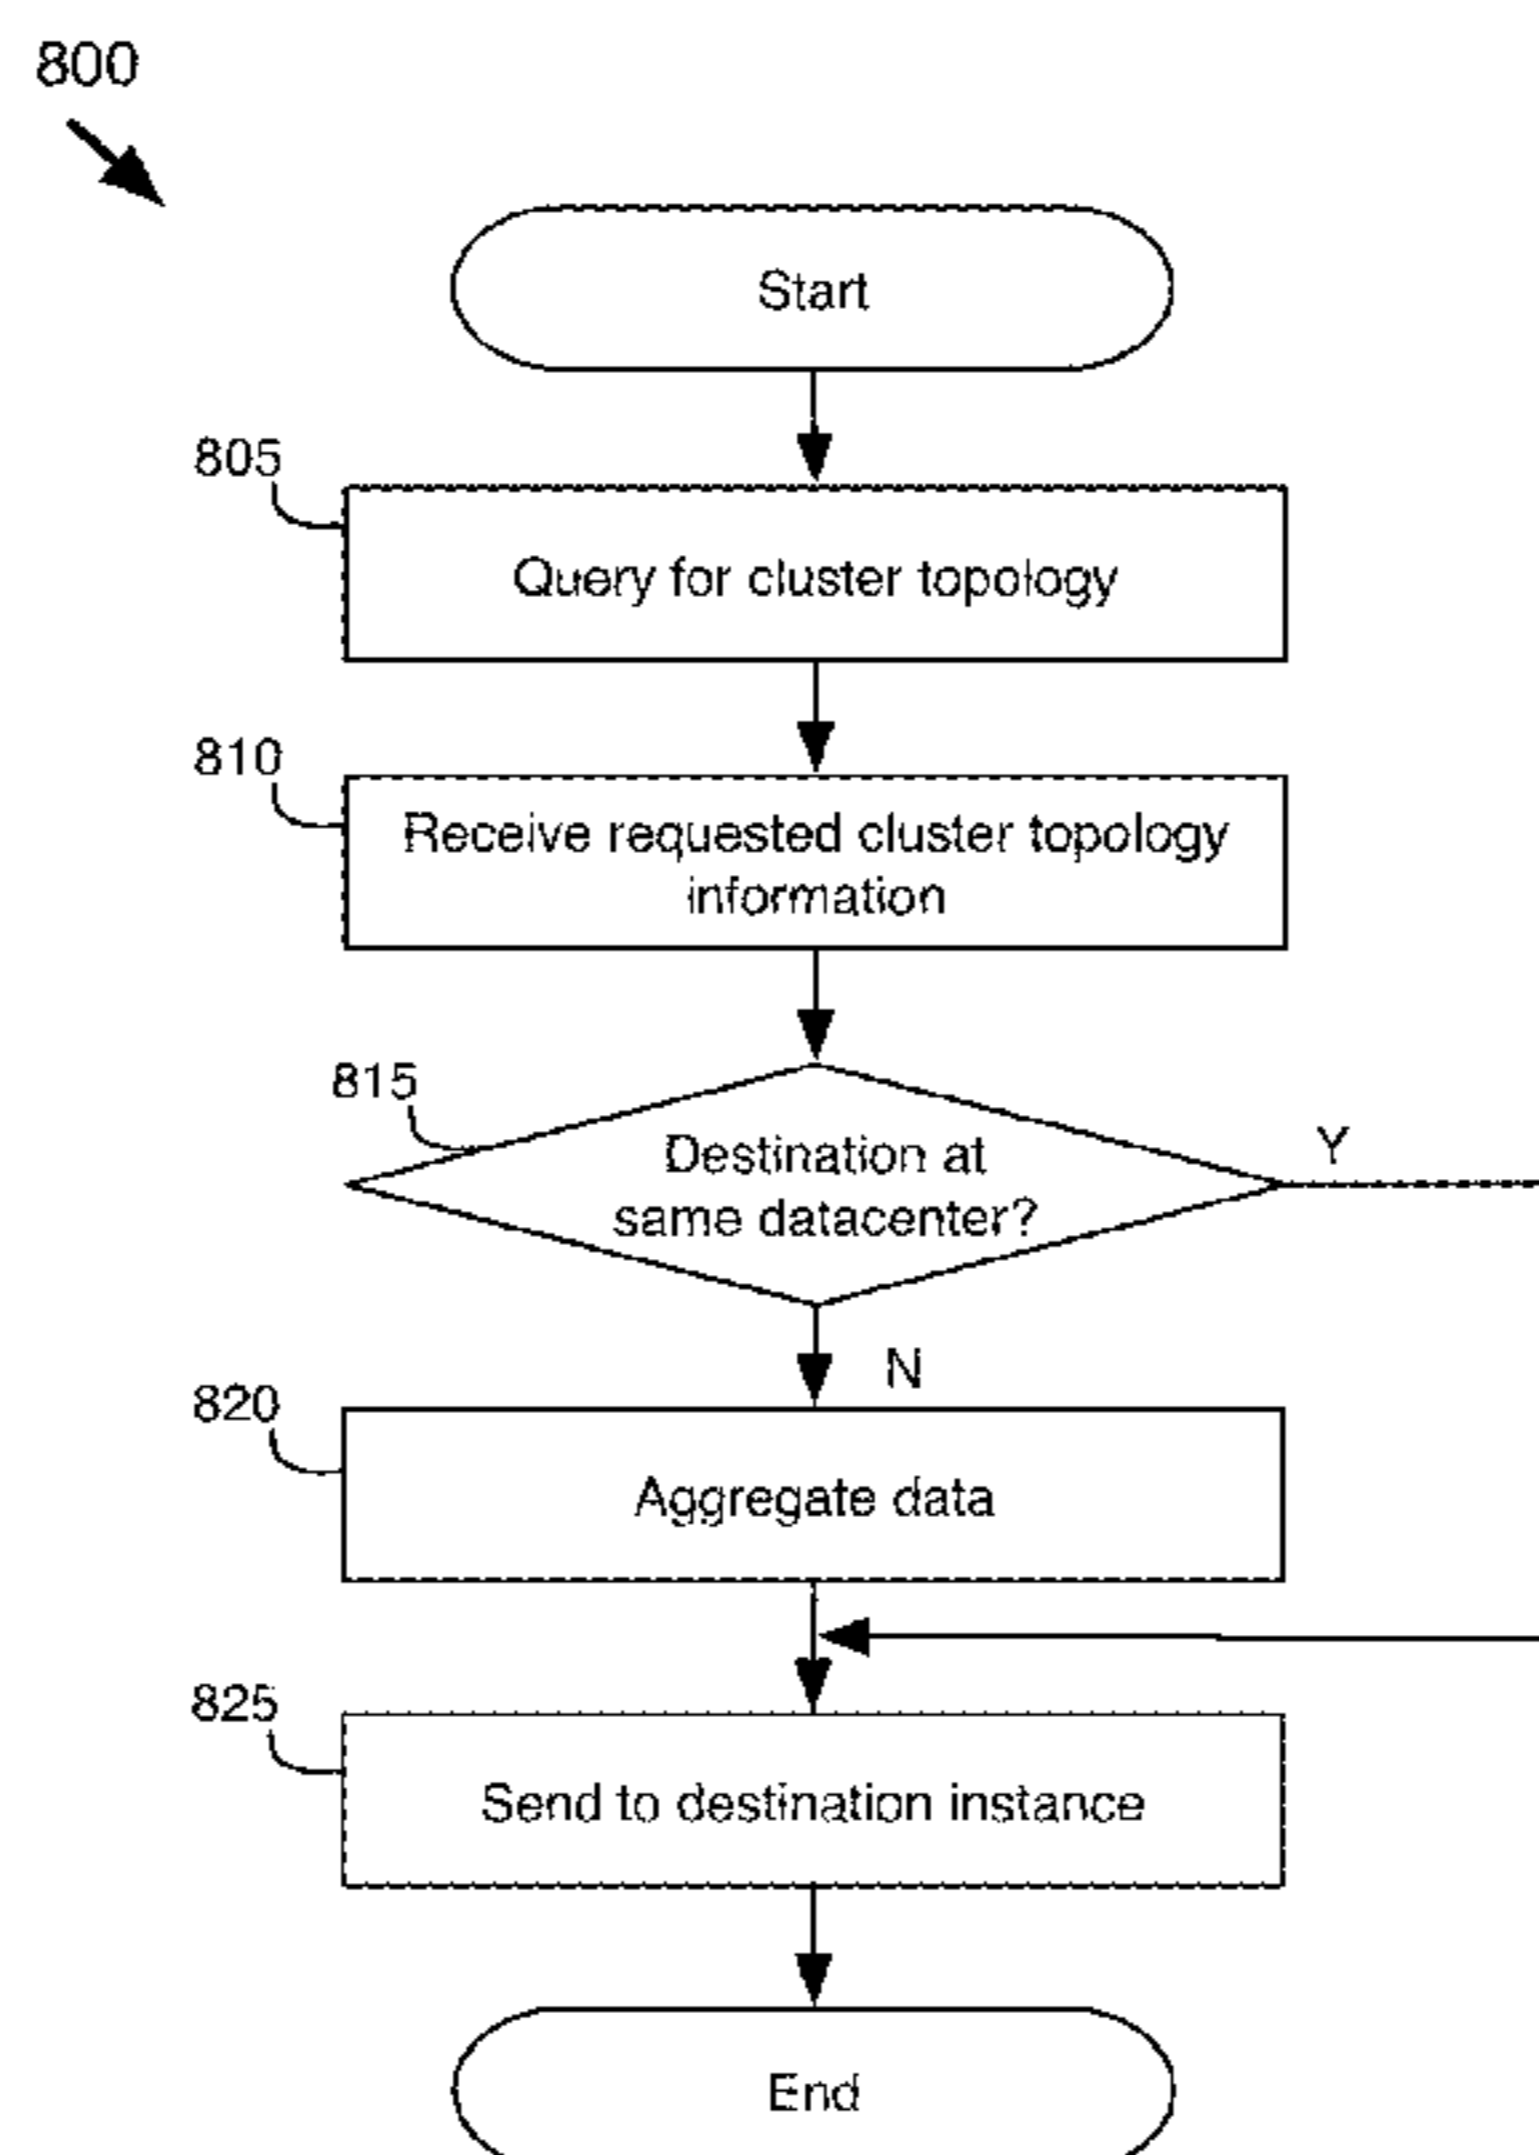 800
Start
805
Query for cluster topology
810
Receive requested cluster topology
information
815
Destination at
same datacenter?
Y
N
820
Aggregate data
825
Send to destination instance
End